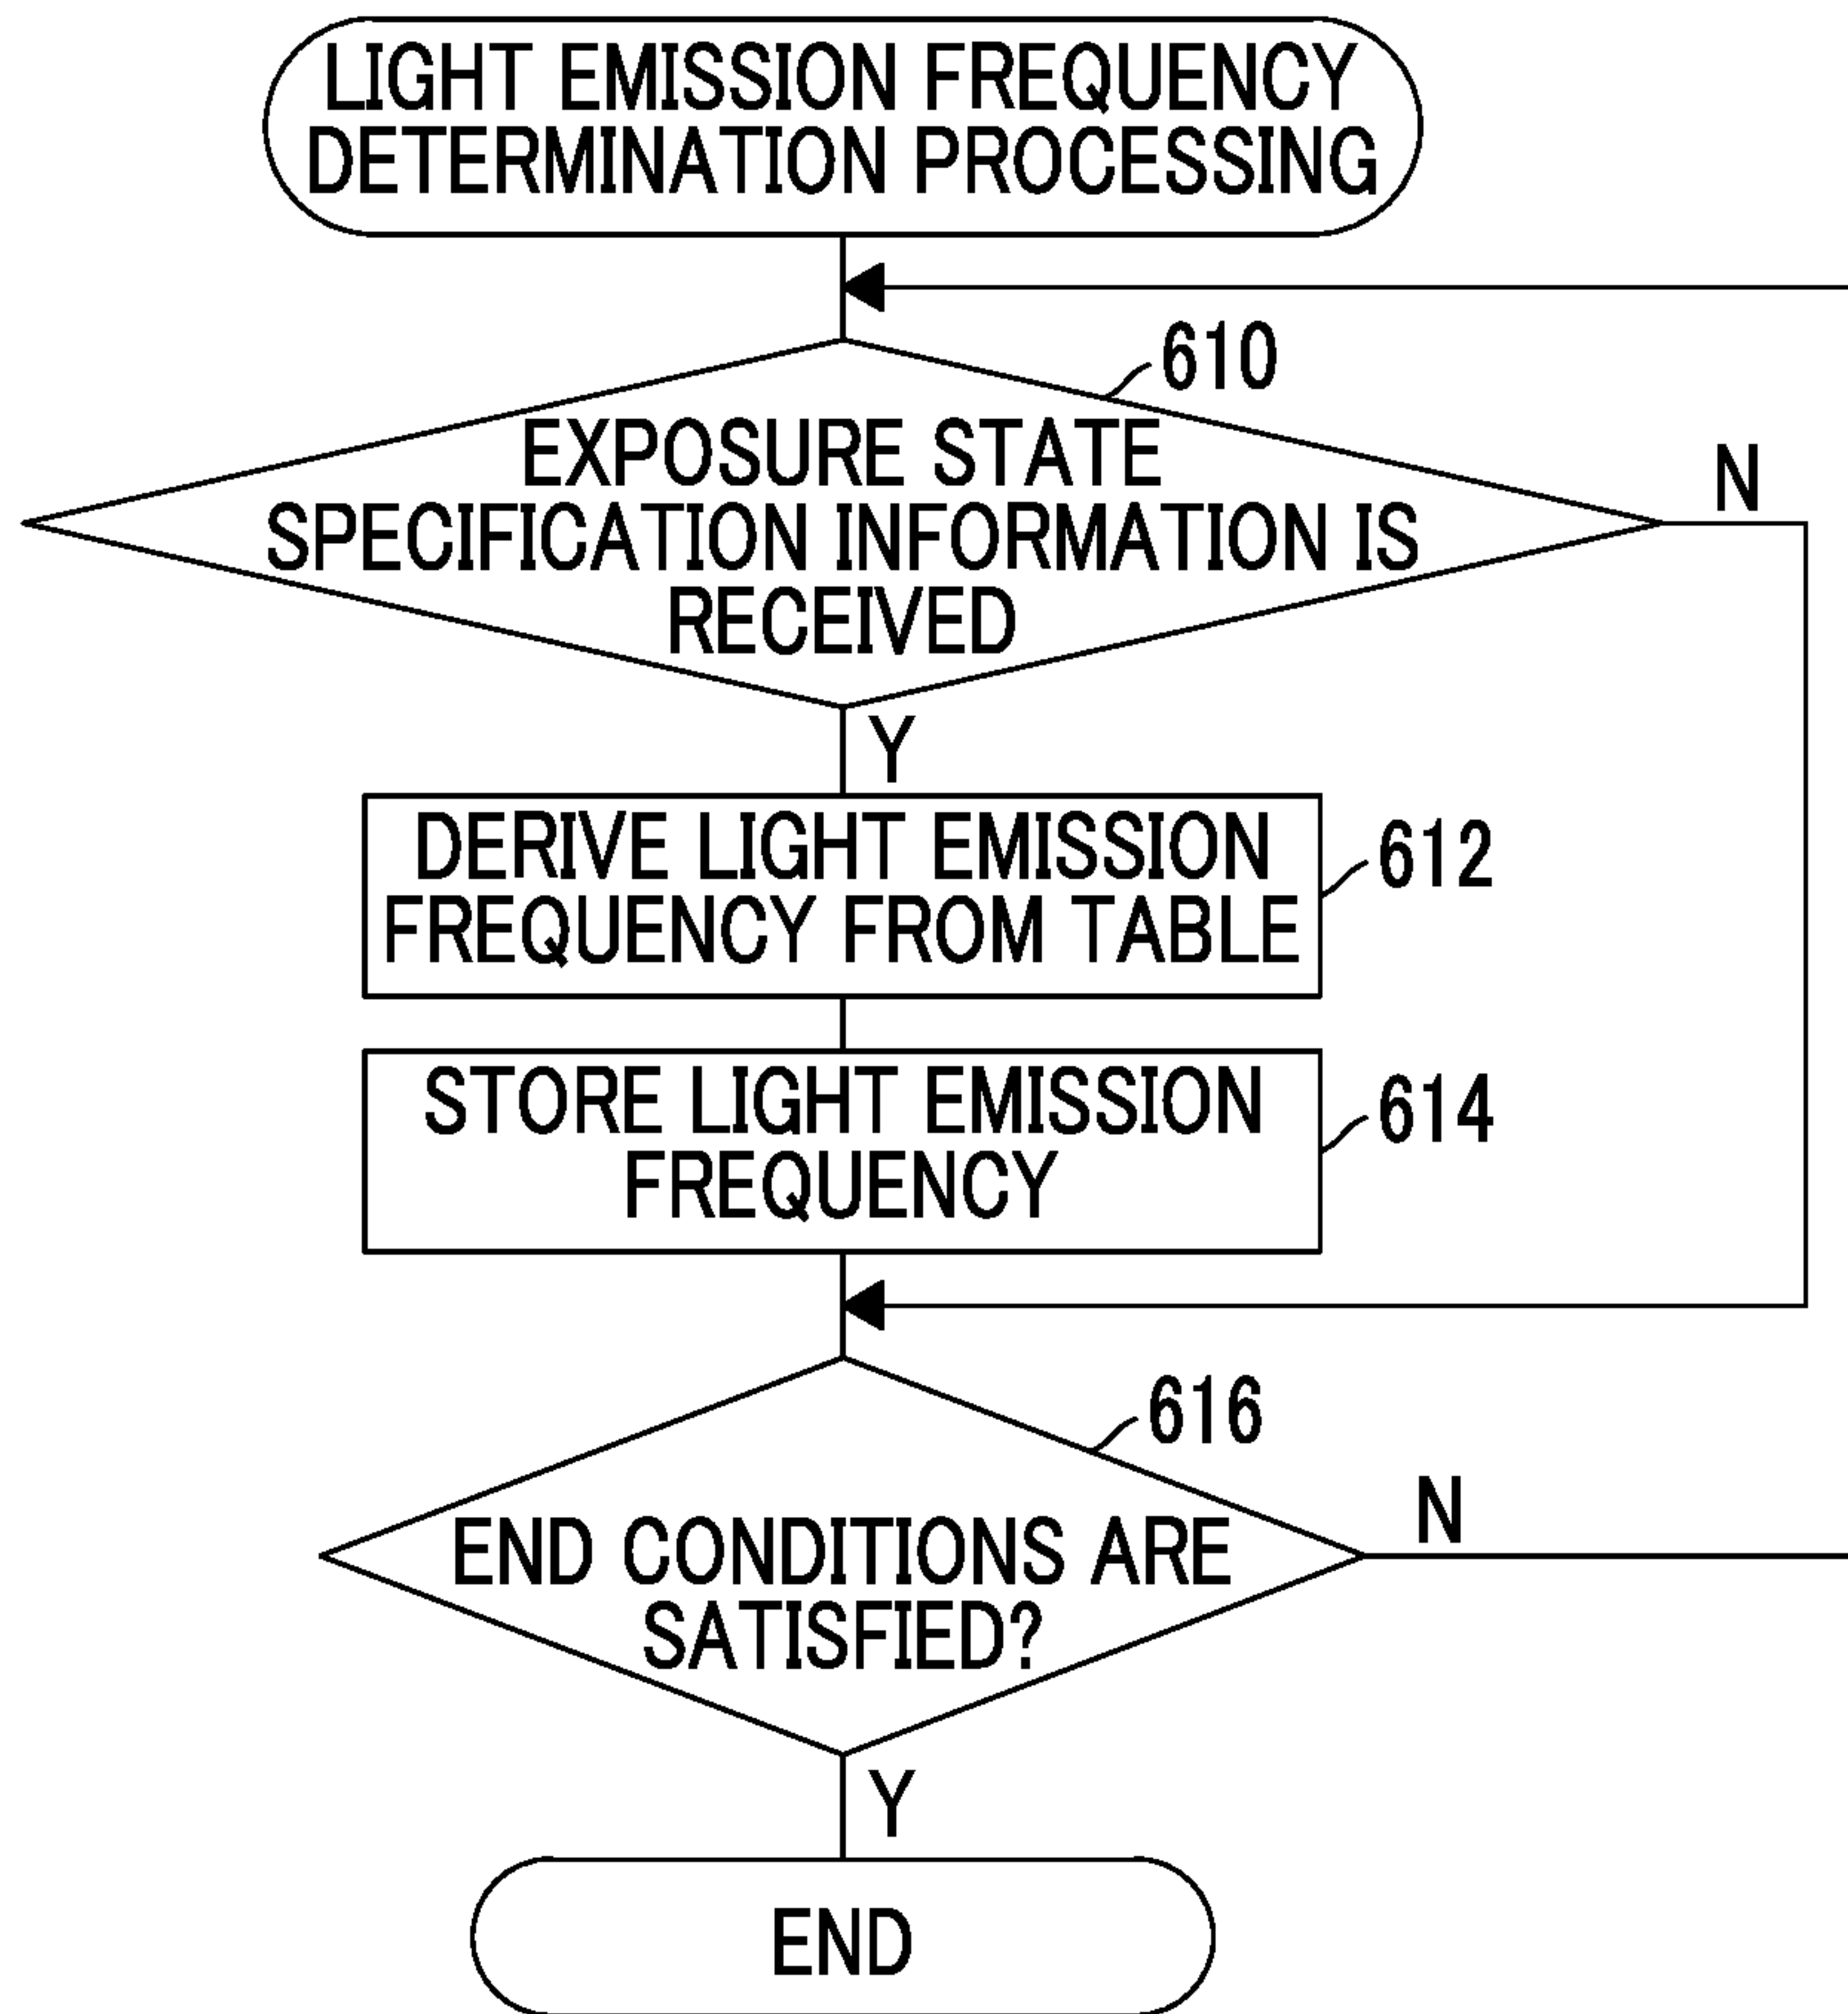 LIGHT EMISSION FREQUENCY
DETERMINATION PROCESSING
610
EXPOSURE STATE
SPECIFICATION INFORMATION IS
RECEIVED
N
Y
DERIVE LIGHT EMISSION
FREQUENCY FROM TABLE
612
STORE LIGHT EMISSION
FREQUENCY
614
616
END CONDITIONS ARE
SATISFIED?
N
Y
END